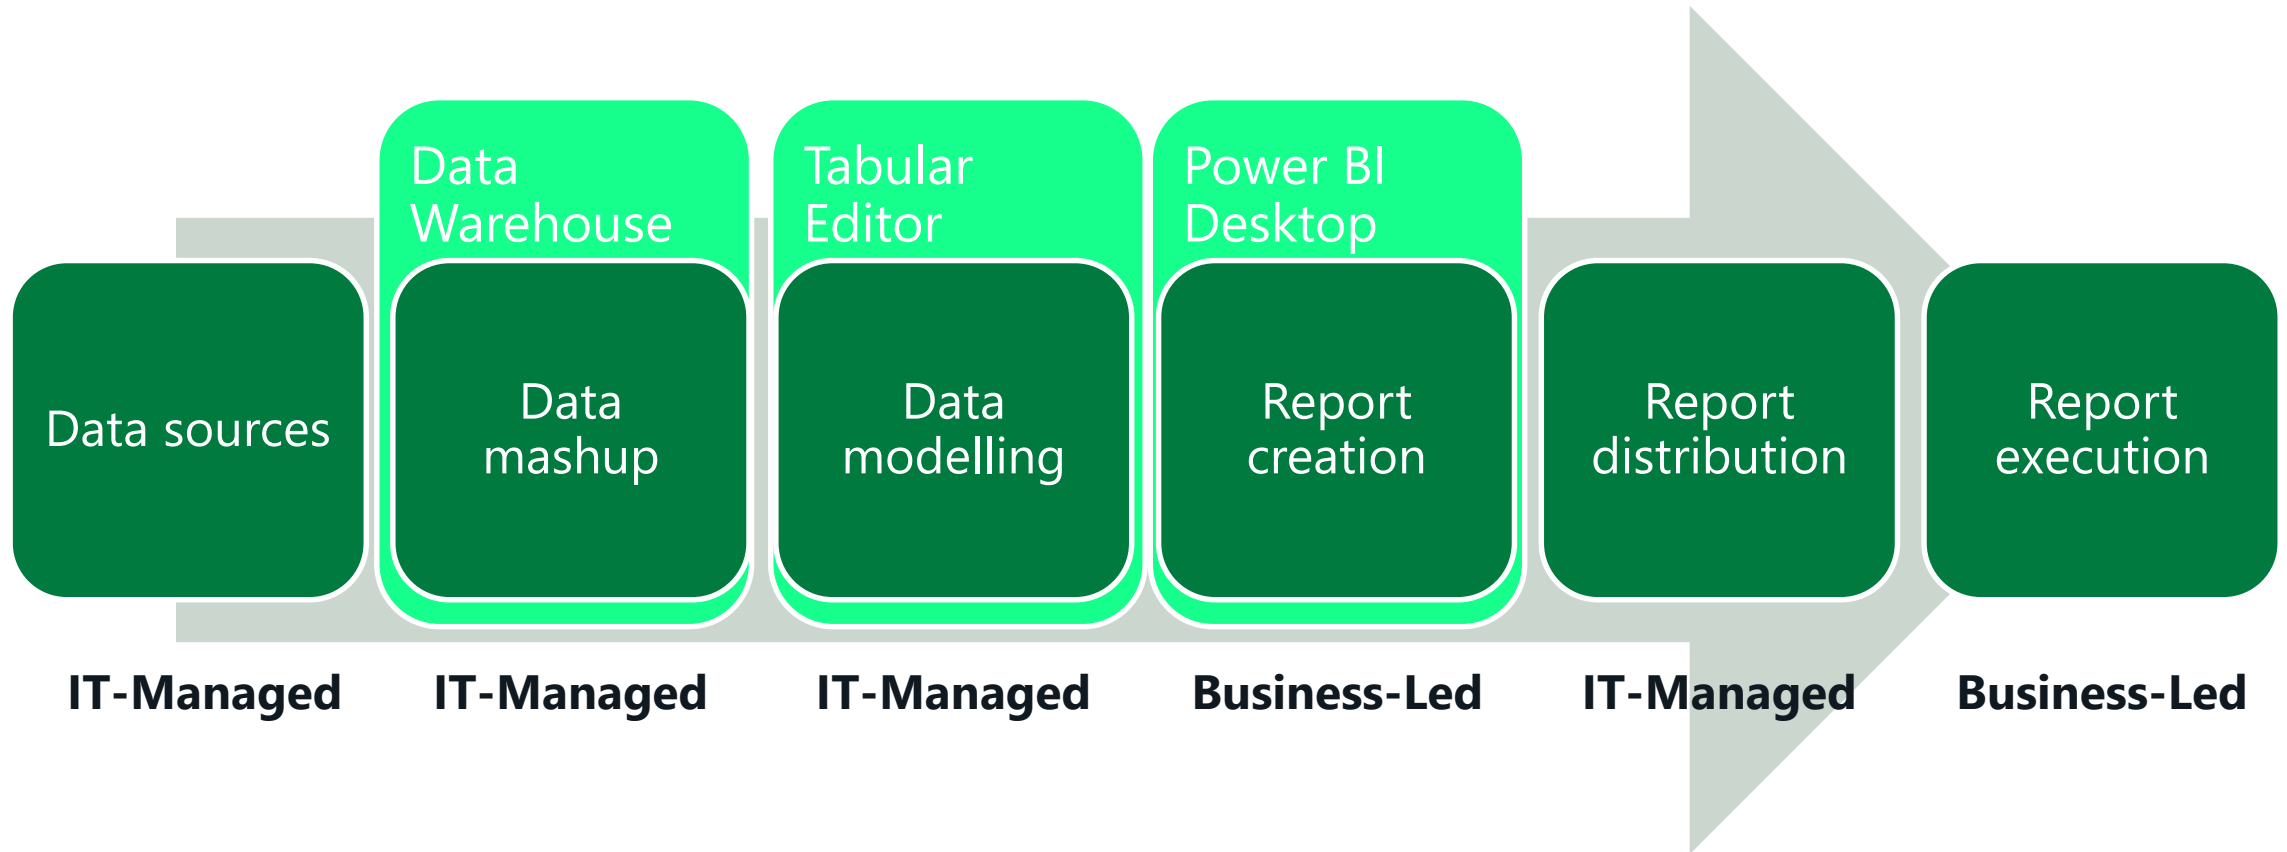 Data
Warehouse
Tabular
Editor
Power BI
Desktop
Data sources
Data
mashup
Data
modelling
Report
creation
Report
distribution
Report
execution
IT-Managed
IT-Managed
IT-Managed
Business-Led
IT-Managed
Business-Led